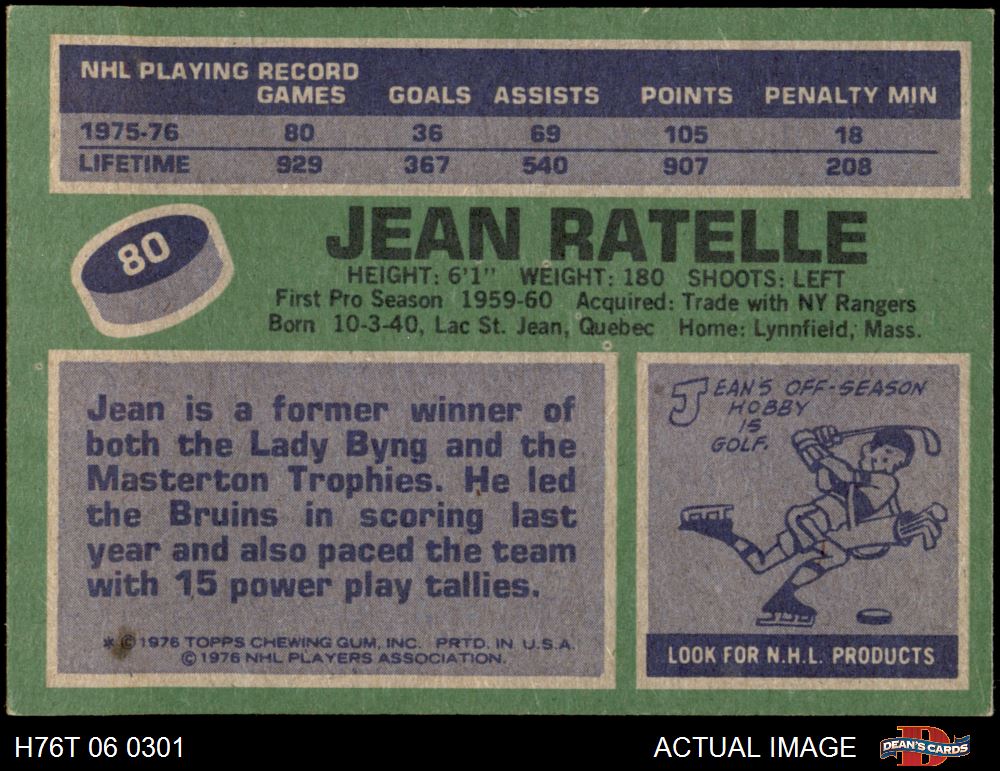 NHL PLAYING RECORD
GAMES GOALS ASSISTS POINTS PENALTY MIN
1975-76 80 36 69 105 18
LIFETIME 929 367 540 907 208
80
JEAN RATELLE
HEIGHT: 6'1" WEIGHT: 180 SHOOTS: LEFT
First Pro Season 1959-60 Acquired: Trade with NY Rangers
Born 10-3-40, Lac St. Jean, Quebec Home: Lynnfield, Mass.
Jean is a former winner of
both the Lady Byng and the
Masterton Trophies. He led
the Bruins in scoring last
year and also paced the team
with 15 power play tallies.
* © 1976 TOPPS CHEWING GUM, INC. PRTD. IN U.S.A.
© 1976 NHL PLAYERS ASSOCIATION.
JEAN'S OFF-SEASON
HOBBY
IS
GOLF.
LOOK FOR N.H.L. PRODUCTS
H76T 06 0301
ACTUAL IMAGE
DEAN'S CARDS